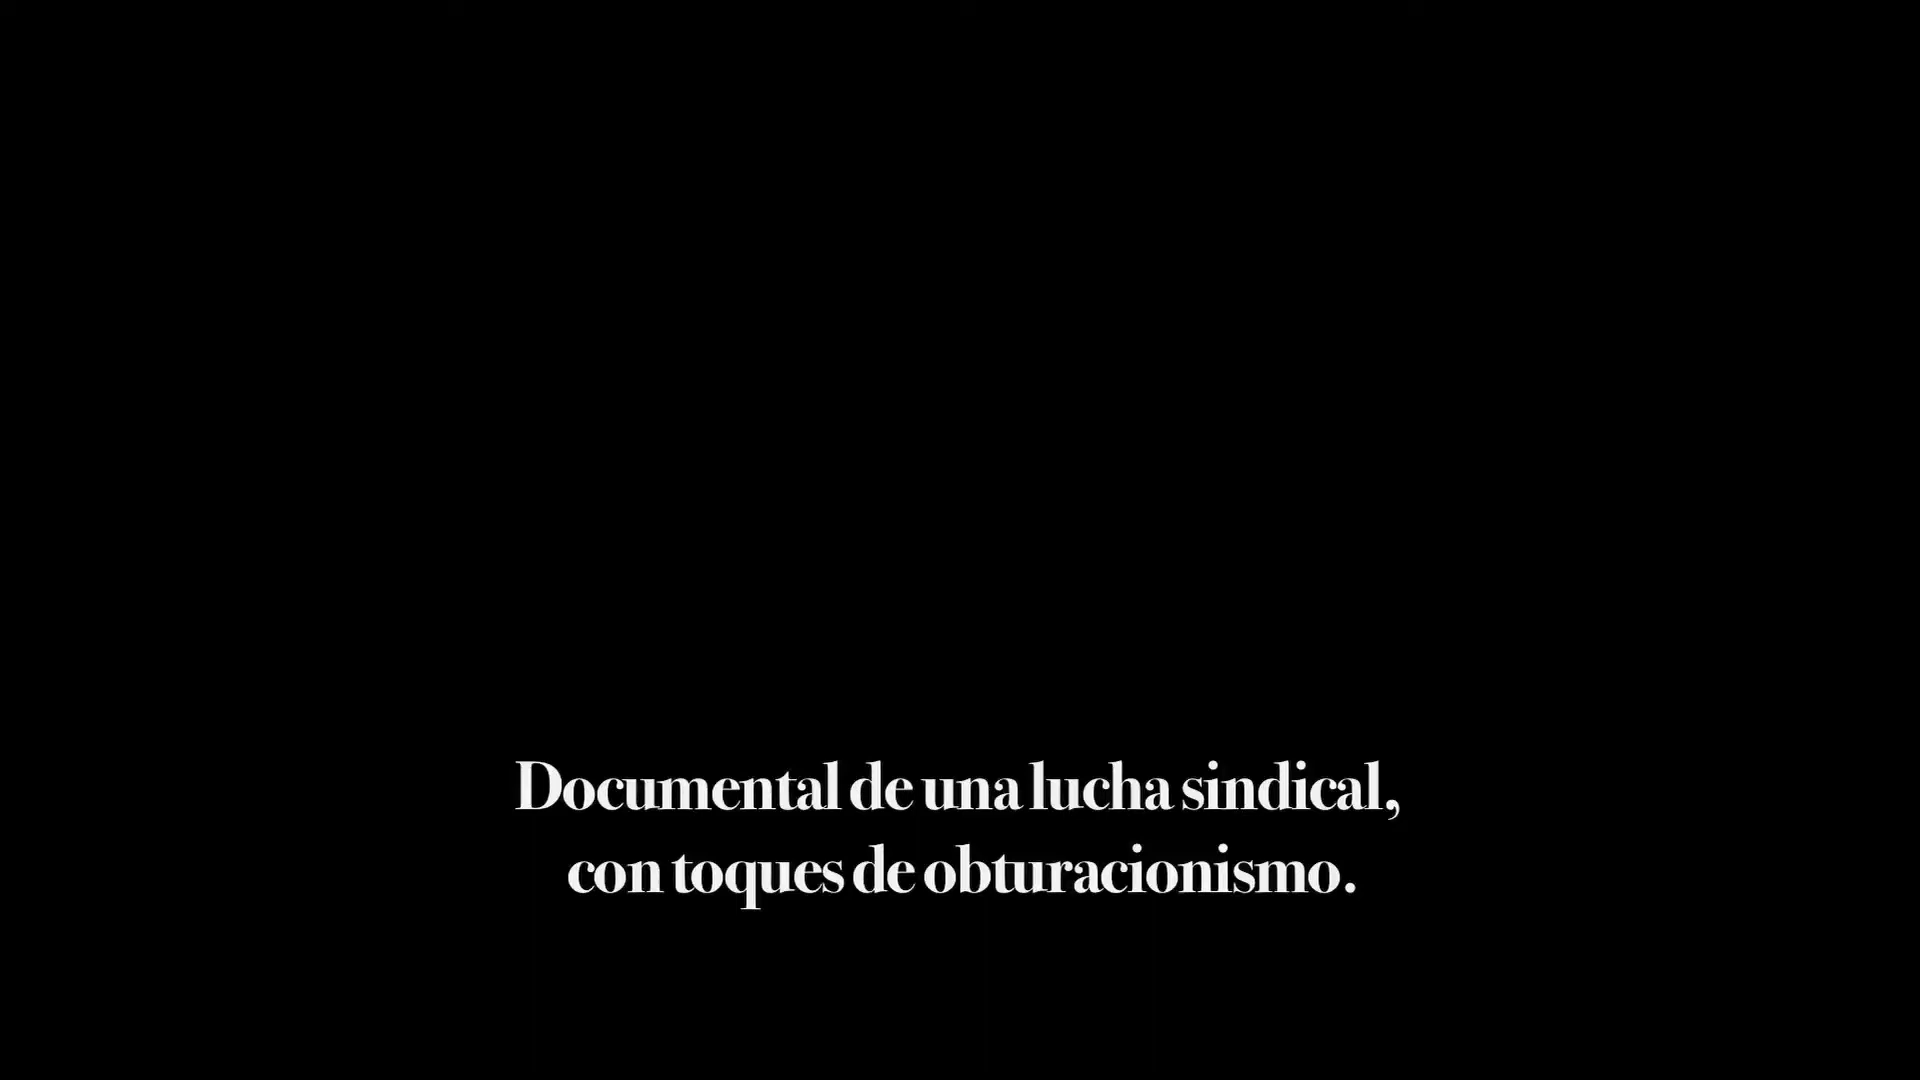 Documental de una lucha sindical,
con toques de obturacionismo.